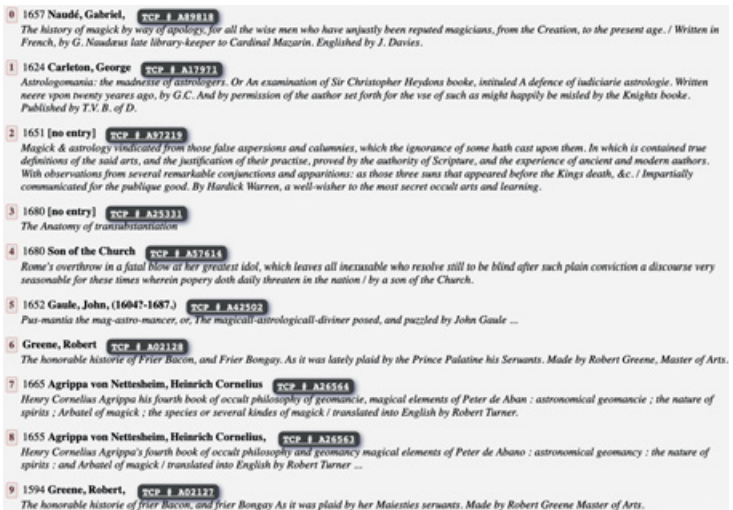 0 1657 Naudé, Gabriel, TCP # A89818
The history of magick by way of apology, for all the wise men who have unjustly been reputed magicians, from the Creation, to the present age. / Written in
French, by G. Naudæus late library-keeper to Cardinal Mazarin. Englished by J. Davies.
1 1624 Carleton, George TCP # A17971
Astrologomania: the madnesse of astrologers. Or An examination of Sir Christopher Heydons booke, intituled A defence of iudiciarie astrologie. Written
neere vpon twenty yeares ago, by G.C. And by permission of the author set forth for the vse of such as might happily be misled by the Knights booke.
Published by T.V. B. of D.
2 1651 [no entry] TCP # A97219
Magick & astrology vindicated from those false aspersions and calumnies, which the ignorance of some hath cast upon them. In which is contained true
definitions of the said arts, and the justification of their practise, proved by the authority of Scripture, and the experience of ancient and modern authors.
With observations from several remarkable conjunctions and apparitions: as those three suns that appeared before the Kings death, &c. / Impartially
communicated for the publique good. By Hardick Warren, a well-wisher to the most secret occult arts and learning.
3 1680 [no entry] TCP # A25331
The Anatomy of transubstantiation
4 1680 Son of the Church TCP # A57614
Rome's overthrow in a fatal blow at her greatest idol, which leaves all inexusable who resolve still to be blind after such plain conviction a discourse very
seasonable for these times wherein popery doth daily threaten in the nation / by a son of the Church.
5 1652 Gaule, John, (1604?-1687.) TCP # A42502
Pus-mantia the mag-astro-mancer, or, The magicall-astrologicall-diviner posed, and puzzled by John Gaule ...
6 Greene, Robert TCP # A02128
The honorable historie of Frier Bacon, and Frier Bongay. As it was lately plaid by the Prince Palatine his Seruants. Made by Robert Greene, Master of Arts.
7 1665 Agrippa von Nettesheim, Heinrich Cornelius TCP # A26564
Henry Cornelius Agrippa his fourth book of occult philosophy of geomancie, magical elements of Peter de Aban : astronomical geomancie ; the nature of
spirits ; Arbatel of magick ; the species or several kindes of magick / translated into English by Robert Turner.
8 1655 Agrippa von Nettesheim, Heinrich Cornelius, TCP # A26563
Henry Cornelius Agrippa's fourth book of occult philosophy and geomancy magical elements of Peter de Abano : astronomical geomancy : the nature of
spirits : and Arbatel of magick / translated into English by Robert Turner ...
9 1594 Greene, Robert, TCP # A02127
The honorable historie of frier Bacon, and frier Bongay As it was plaid by her Maiesties seruants. Made by Robert Greene Master of Arts.